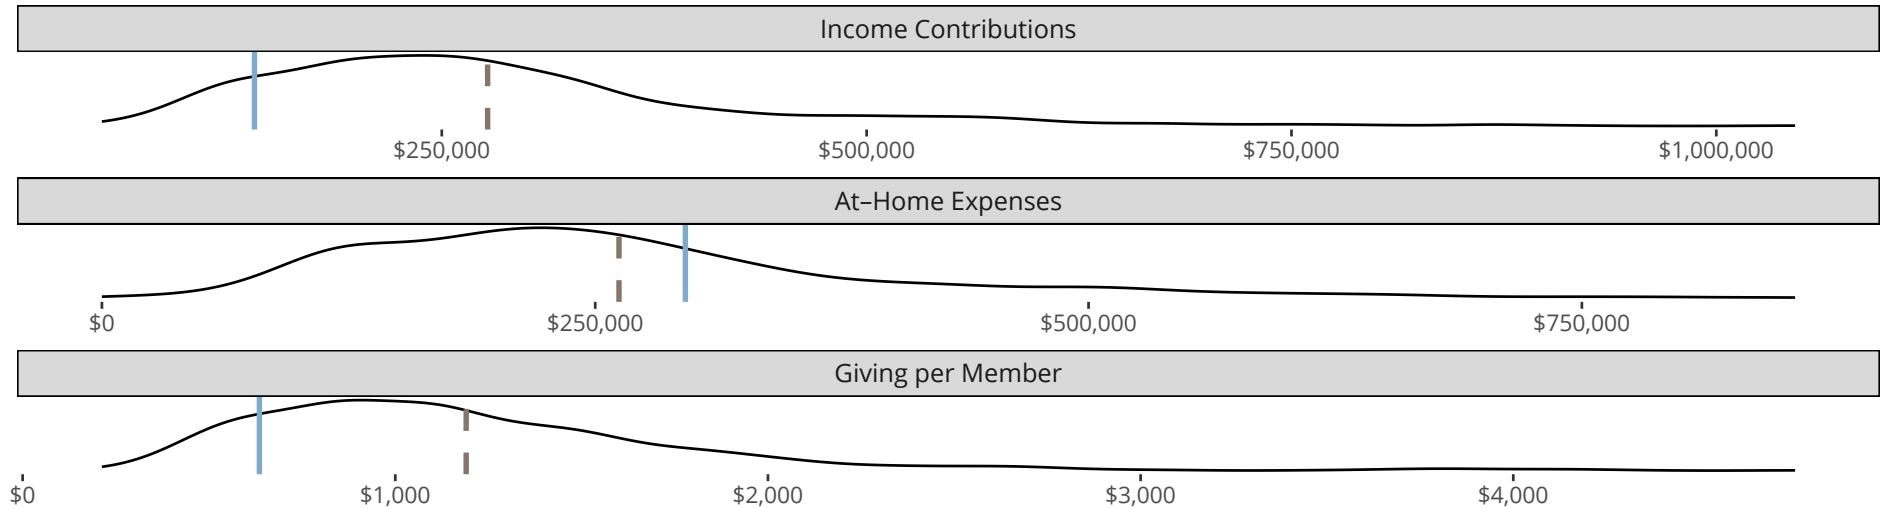 Income Contributions
$250,000 $500,000 $750,000 $1,000,000
At–Home Expenses
$0 $250,000 $500,000 $750,000
Giving per Member
$0 $1,000 $2,000 $3,000 $4,000